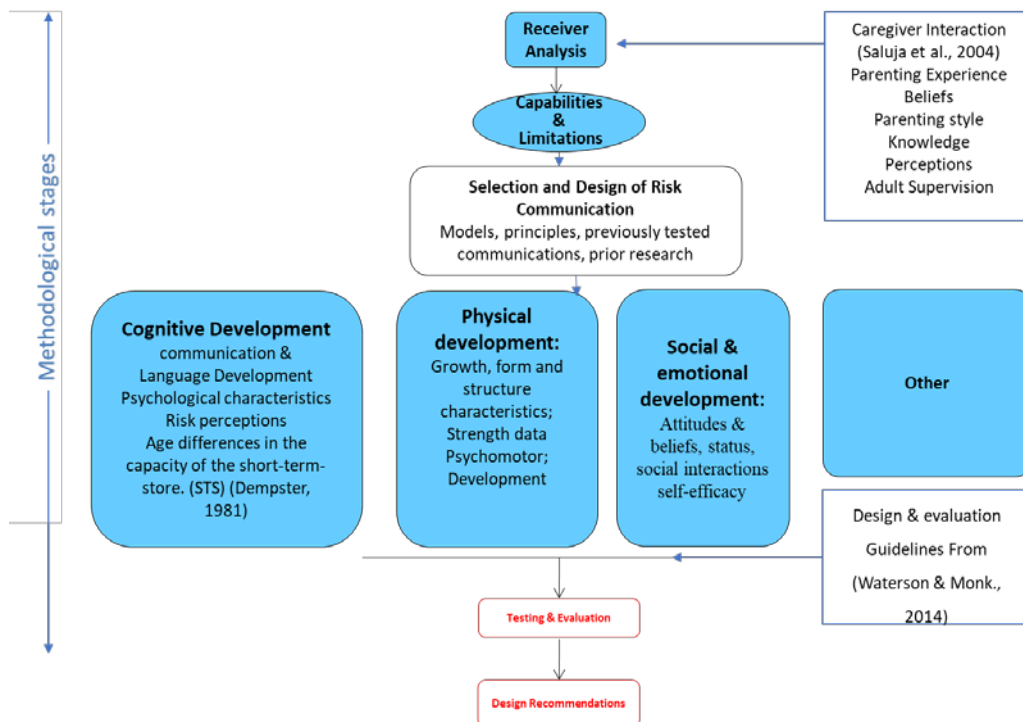 Receiver
Analysis
Caregiver Interaction
(Saluja et al., 2004)
Parenting Experience
Beliefs
Parenting style
Knowledge
Perceptions
Adult Supervision
Capabilities
&
Limitations
Methodological stages
Selection and Design of Risk
Communication
Models, principles, previously tested
communications, prior research
Cognitive Development
communication &
Language Development
Psychological characteristics
Risk perceptions
Age differences in the
capacity of the short-term-
store. (STS) (Dempster,
1981)
Physical
development:
Growth, form and
structure
characteristics;
Strength data
Psychomotor;
Development
Social &
emotional
development:
Attitudes &
beliefs, status,
social interactions
self-efficacy
Other
Design & evaluation
Guidelines From
(Waterson & Monk.,
2014)
Testing & Evaluation
Design Recommendations